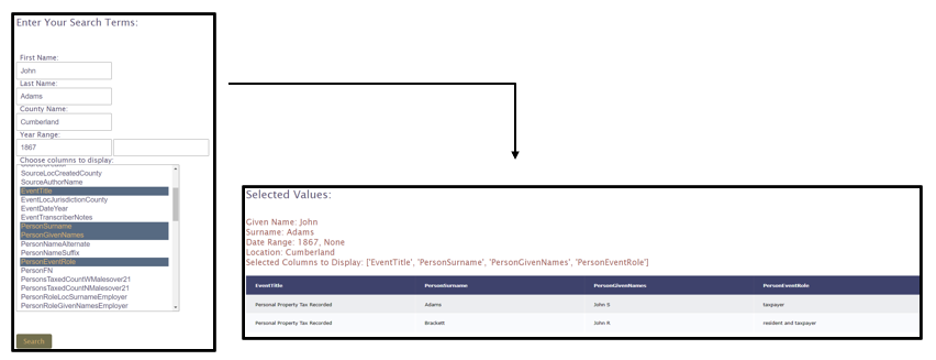 Enter Your Search Terms:
First Name:
John
Last Name:
Adams
County Name:
Cumberland
Year Range:
1867
Choose columns to display:
SourceLocCreatedCounty
SourceAuthorName
EventTitle
EventLocJurisdictionCounty
EventDateYear
EventTranscriberNotes
PersonSurname
PersonGivenNames
PersonNameAlternate
PersonNameSuffix
PersonEventRole
PersonFN
PersonsTaxedCountWMalesover21
PersonsTaxedCountNMalesover21
PersonRoleLocSurnameEmployer
PersonRoleGivenNamesEmployer
Search
Selected Values:
Given Name: John
Surname: Adams
Date Range: 1867, None
Location: Cumberland
Selected Columns to Display: ['EventTitle', 'PersonSurname', 'PersonGivenNames', 'PersonEventRole']
EventTitle PersonSurname PersonGivenNames PersonEventRole
Personal Property Tax Recorded Adams John S taxpayer
Personal Property Tax Recorded Brackett John R resident and taxpayer